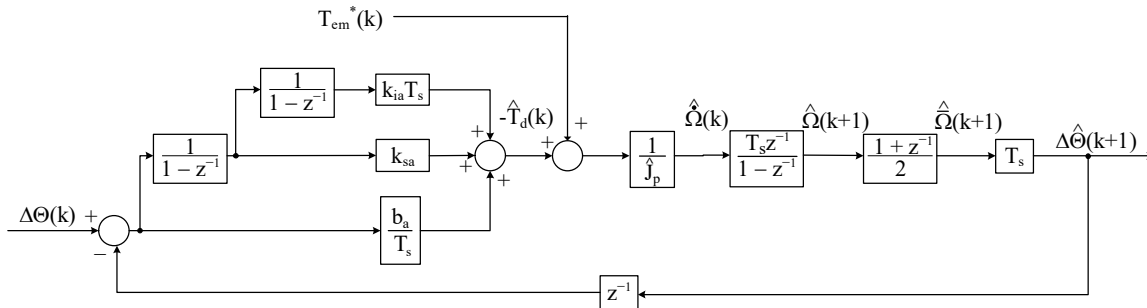 T_em^*(k)
1
1 − z^−1
k_ia T_s
+
+
+
-T̂_d(k)
+
+
1
1 − z^−1
k_sa
1
Ĵ_p
Ω̂̇(k)
T_s z^−1
1 − z^−1
Ω̂(k+1)
1 + z^−1
2
Ω̄̂(k+1)
T_s
ΔΘ̂(k+1)
ΔΘ(k)
+
−
b_a
T_s
z^−1